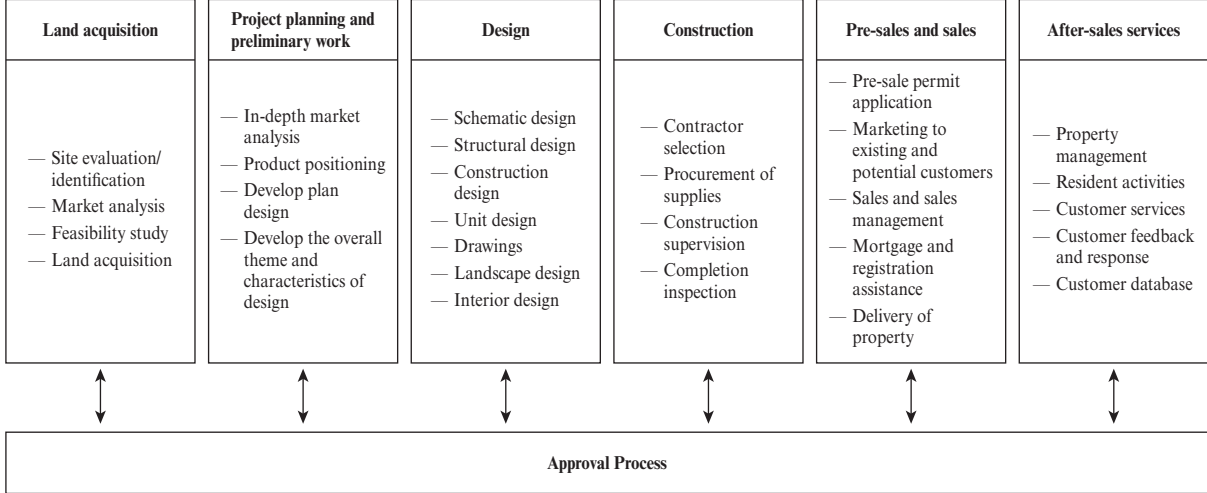 Land acquisition
— Site evaluation/
identification
— Market analysis
— Feasibility study
— Land acquisition
Project planning and
preliminary work
— In-depth market
analysis
— Product positioning
— Develop plan
design
— Develop the overall
theme and
characteristics of
design
Design
— Schematic design
— Structural design
— Construction
design
— Unit design
— Drawings
— Landscape design
— Interior design
Construction
— Contractor
selection
— Procurement of
supplies
— Construction
supervision
— Completion
inspection
Pre-sales and sales
— Pre-sale permit
application
— Marketing to
existing and
potential customers
— Sales and sales
management
— Mortgage and
registration
assistance
— Delivery of
property
After-sales services
— Property
management
— Resident activities
— Customer services
— Customer feedback
and response
— Customer database
Approval Process